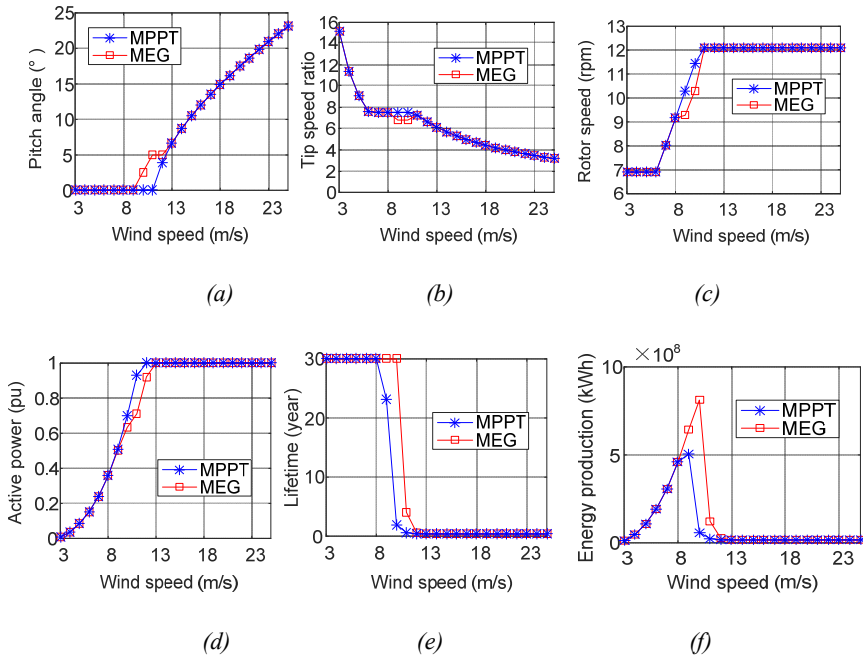 25
20
15
10
5
0
3
8
13
18
23
Pitch angle (°)
Wind speed (m/s)
MPPT
MEG
(a)
16
14
12
10
8
6
4
2
0
3
8
13
18
23
Tip speed ratio
Wind speed (m/s)
MPPT
MEG
(b)
13
12
11
10
9
8
7
6
3
8
13
18
23
Rotor speed (rpm)
Wind speed (m/s)
MPPT
MEG
(c)
1
0.8
0.6
0.4
0.2
0
3
8
13
18
23
Active power (pu)
Wind speed (m/s)
MPPT
MEG
(d)
30
20
10
0
3
8
13
18
23
Lifetime (year)
Wind speed (m/s)
MPPT
MEG
(e)
×10⁸
10
5
0
3
8
13
18
23
Energy production (kWh)
Wind speed (m/s)
MPPT
MEG
(f)